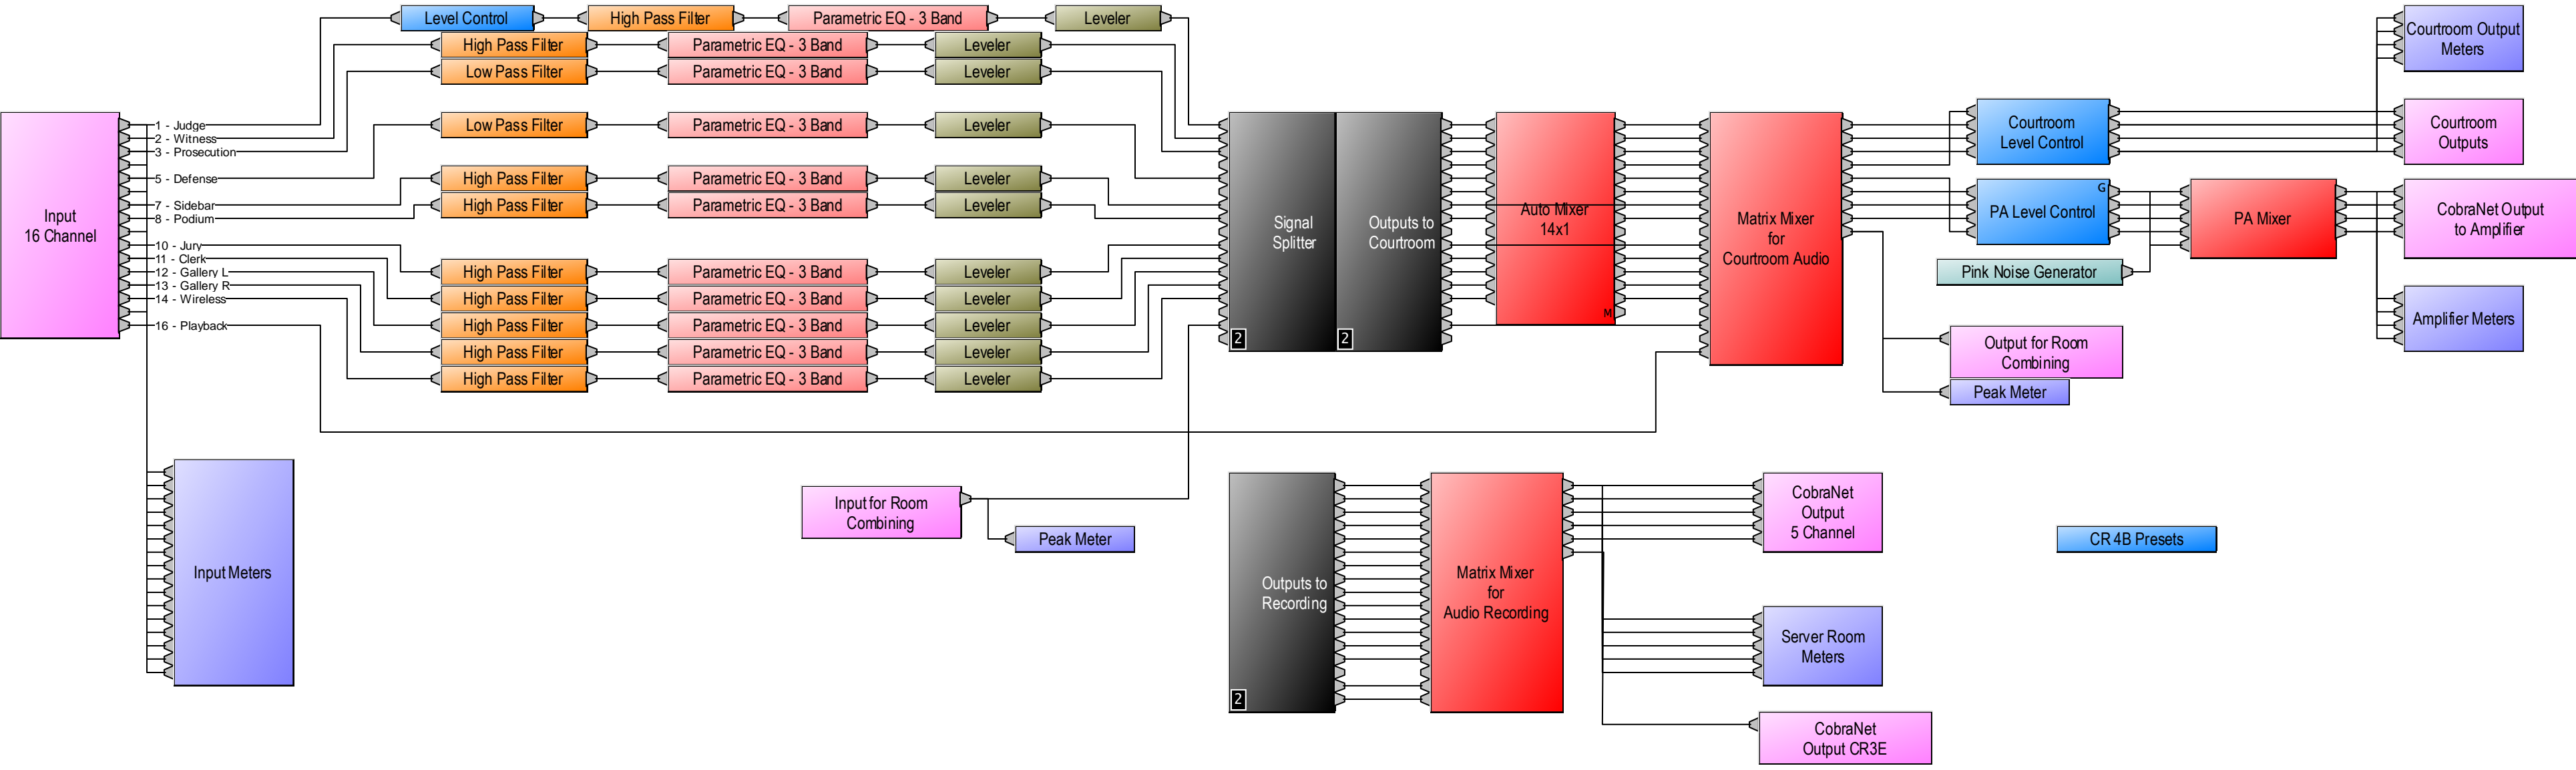 Level Control
High Pass Filter
Parametric EQ - 3 Band
Leveler
High Pass Filter
Parametric EQ - 3 Band
Leveler
Low Pass Filter
Parametric EQ - 3 Band
Leveler
Low Pass Filter
Parametric EQ - 3 Band
Leveler
High Pass Filter
Parametric EQ - 3 Band
Leveler
High Pass Filter
Parametric EQ - 3 Band
Leveler
High Pass Filter
Parametric EQ - 3 Band
Leveler
High Pass Filter
Parametric EQ - 3 Band
Leveler
High Pass Filter
Parametric EQ - 3 Band
Leveler
High Pass Filter
Parametric EQ - 3 Band
Leveler
High Pass Filter
Parametric EQ - 3 Band
Leveler
Input
16 Channel
1 - Judge
2 - Witness
3 - Prosecution
5 - Defense
7 - Sidebar
8 - Podium
10 - Jury
11 - Clerk
12 - Gallery L
13 - Gallery R
14 - Wireless
16 - Playback
Input Meters
Input for Room
Combining
Peak Meter
Signal
Splitter
2
Outputs to
Courtroom
2
Auto Mixer
14x1
M
Matrix Mixer
for
Courtroom Audio
Courtroom
Level Control
PA Level Control
G
Pink Noise Generator
PA Mixer
Output for Room
Combining
Peak Meter
Courtroom Output
Meters
Courtroom
Outputs
CobraNet Output
to Amplifier
Amplifier Meters
Outputs to
Recording
2
Matrix Mixer
for
Audio Recording
CobraNet
Output
5 Channel
Server Room
Meters
CobraNet
Output CR3E
CR 4B Presets